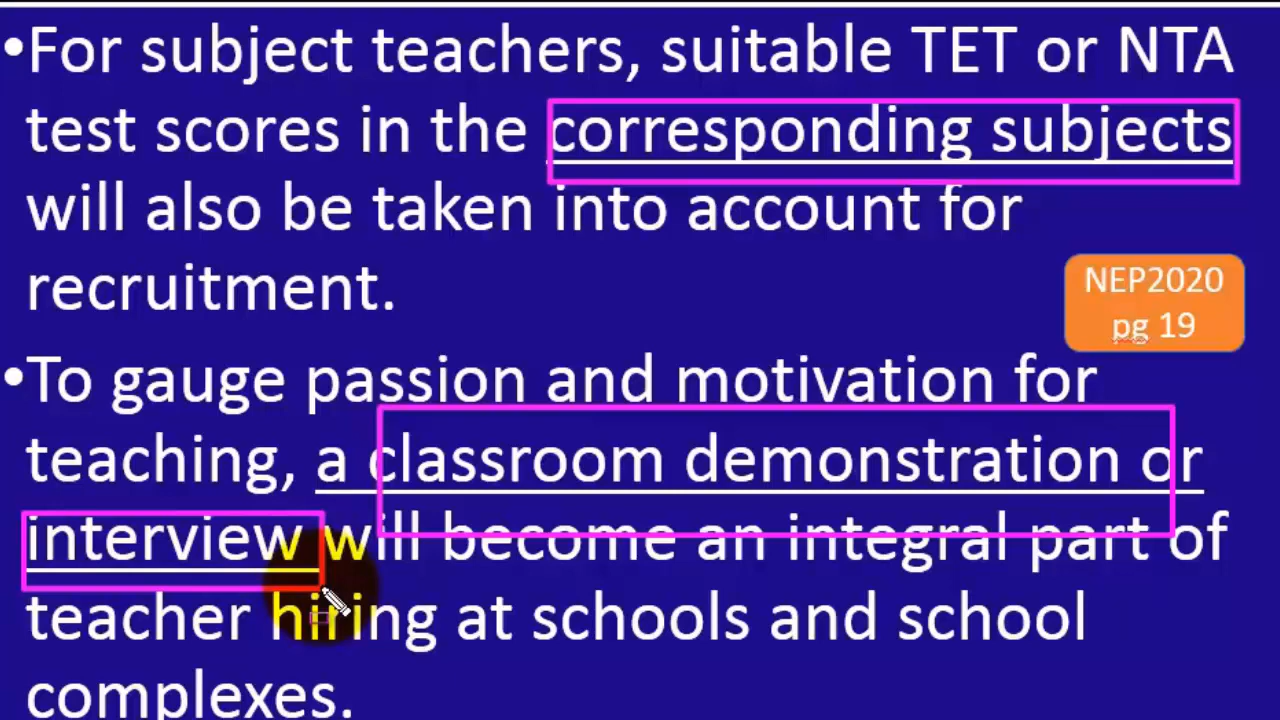 •For subject teachers, suitable TET or NTA
test scores in the corresponding subjects
will also be taken into account for
recruitment.
NEP2020
pg 19
•To gauge passion and motivation for
teaching, a classroom demonstration or
interview will become an integral part of
teacher hiring at schools and school
complexes.